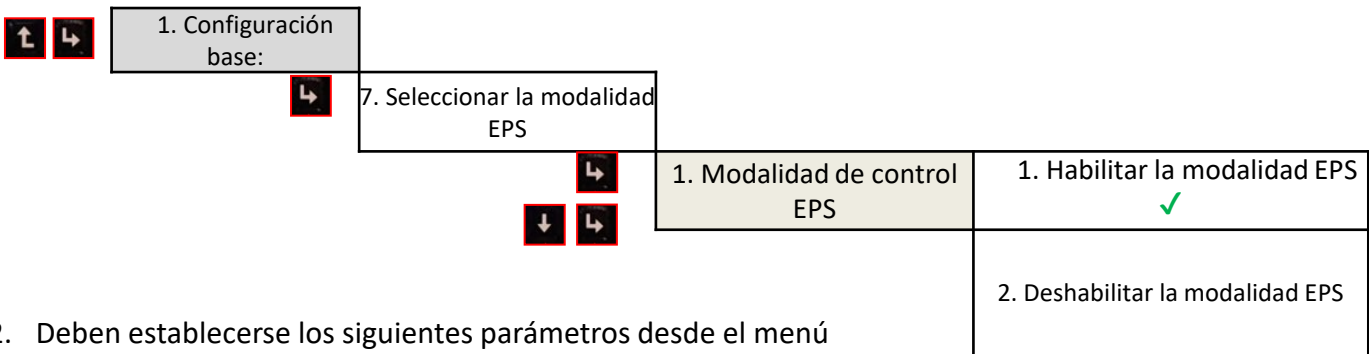 1. Configuración
base:
7. Seleccionar la modalidad
EPS
1. Modalidad de control
EPS
1. Habilitar la modalidad EPS
✓
2. Deshabilitar la modalidad EPS
2. Deben establecerse los siguientes parámetros desde el menú